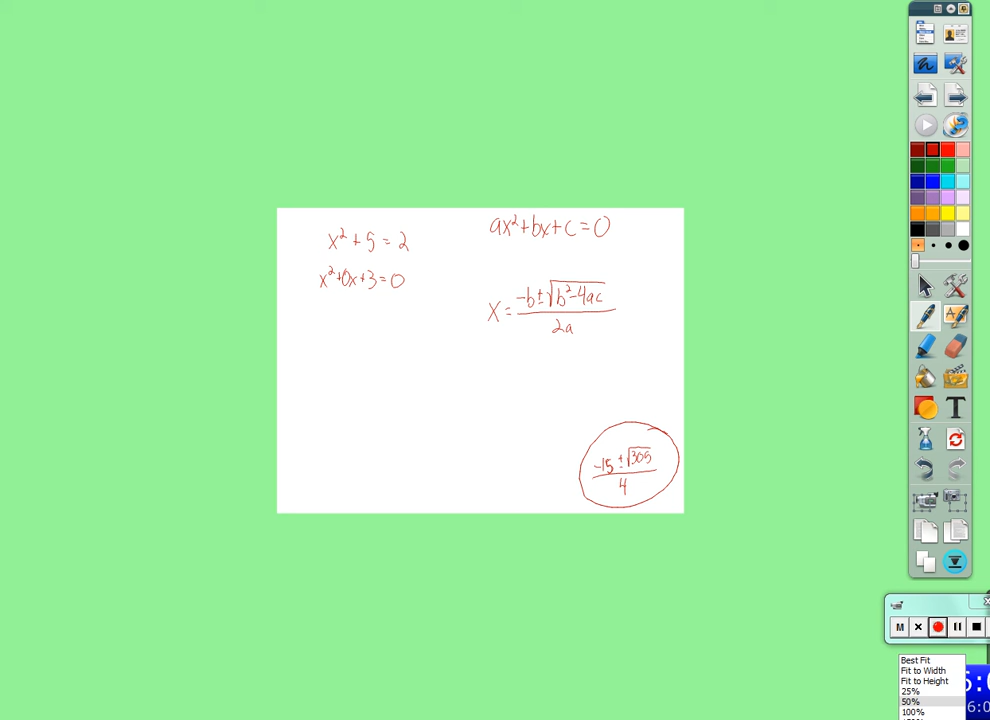 x² + 5 = 2
x²+0x+3=0
ax²+bx+c=0
x = (-b ± √(b²-4ac)) / 2a
(-15 ± √305) / 4
M
Best Fit
Fit to Width
Fit to Height
25%
50%
100%